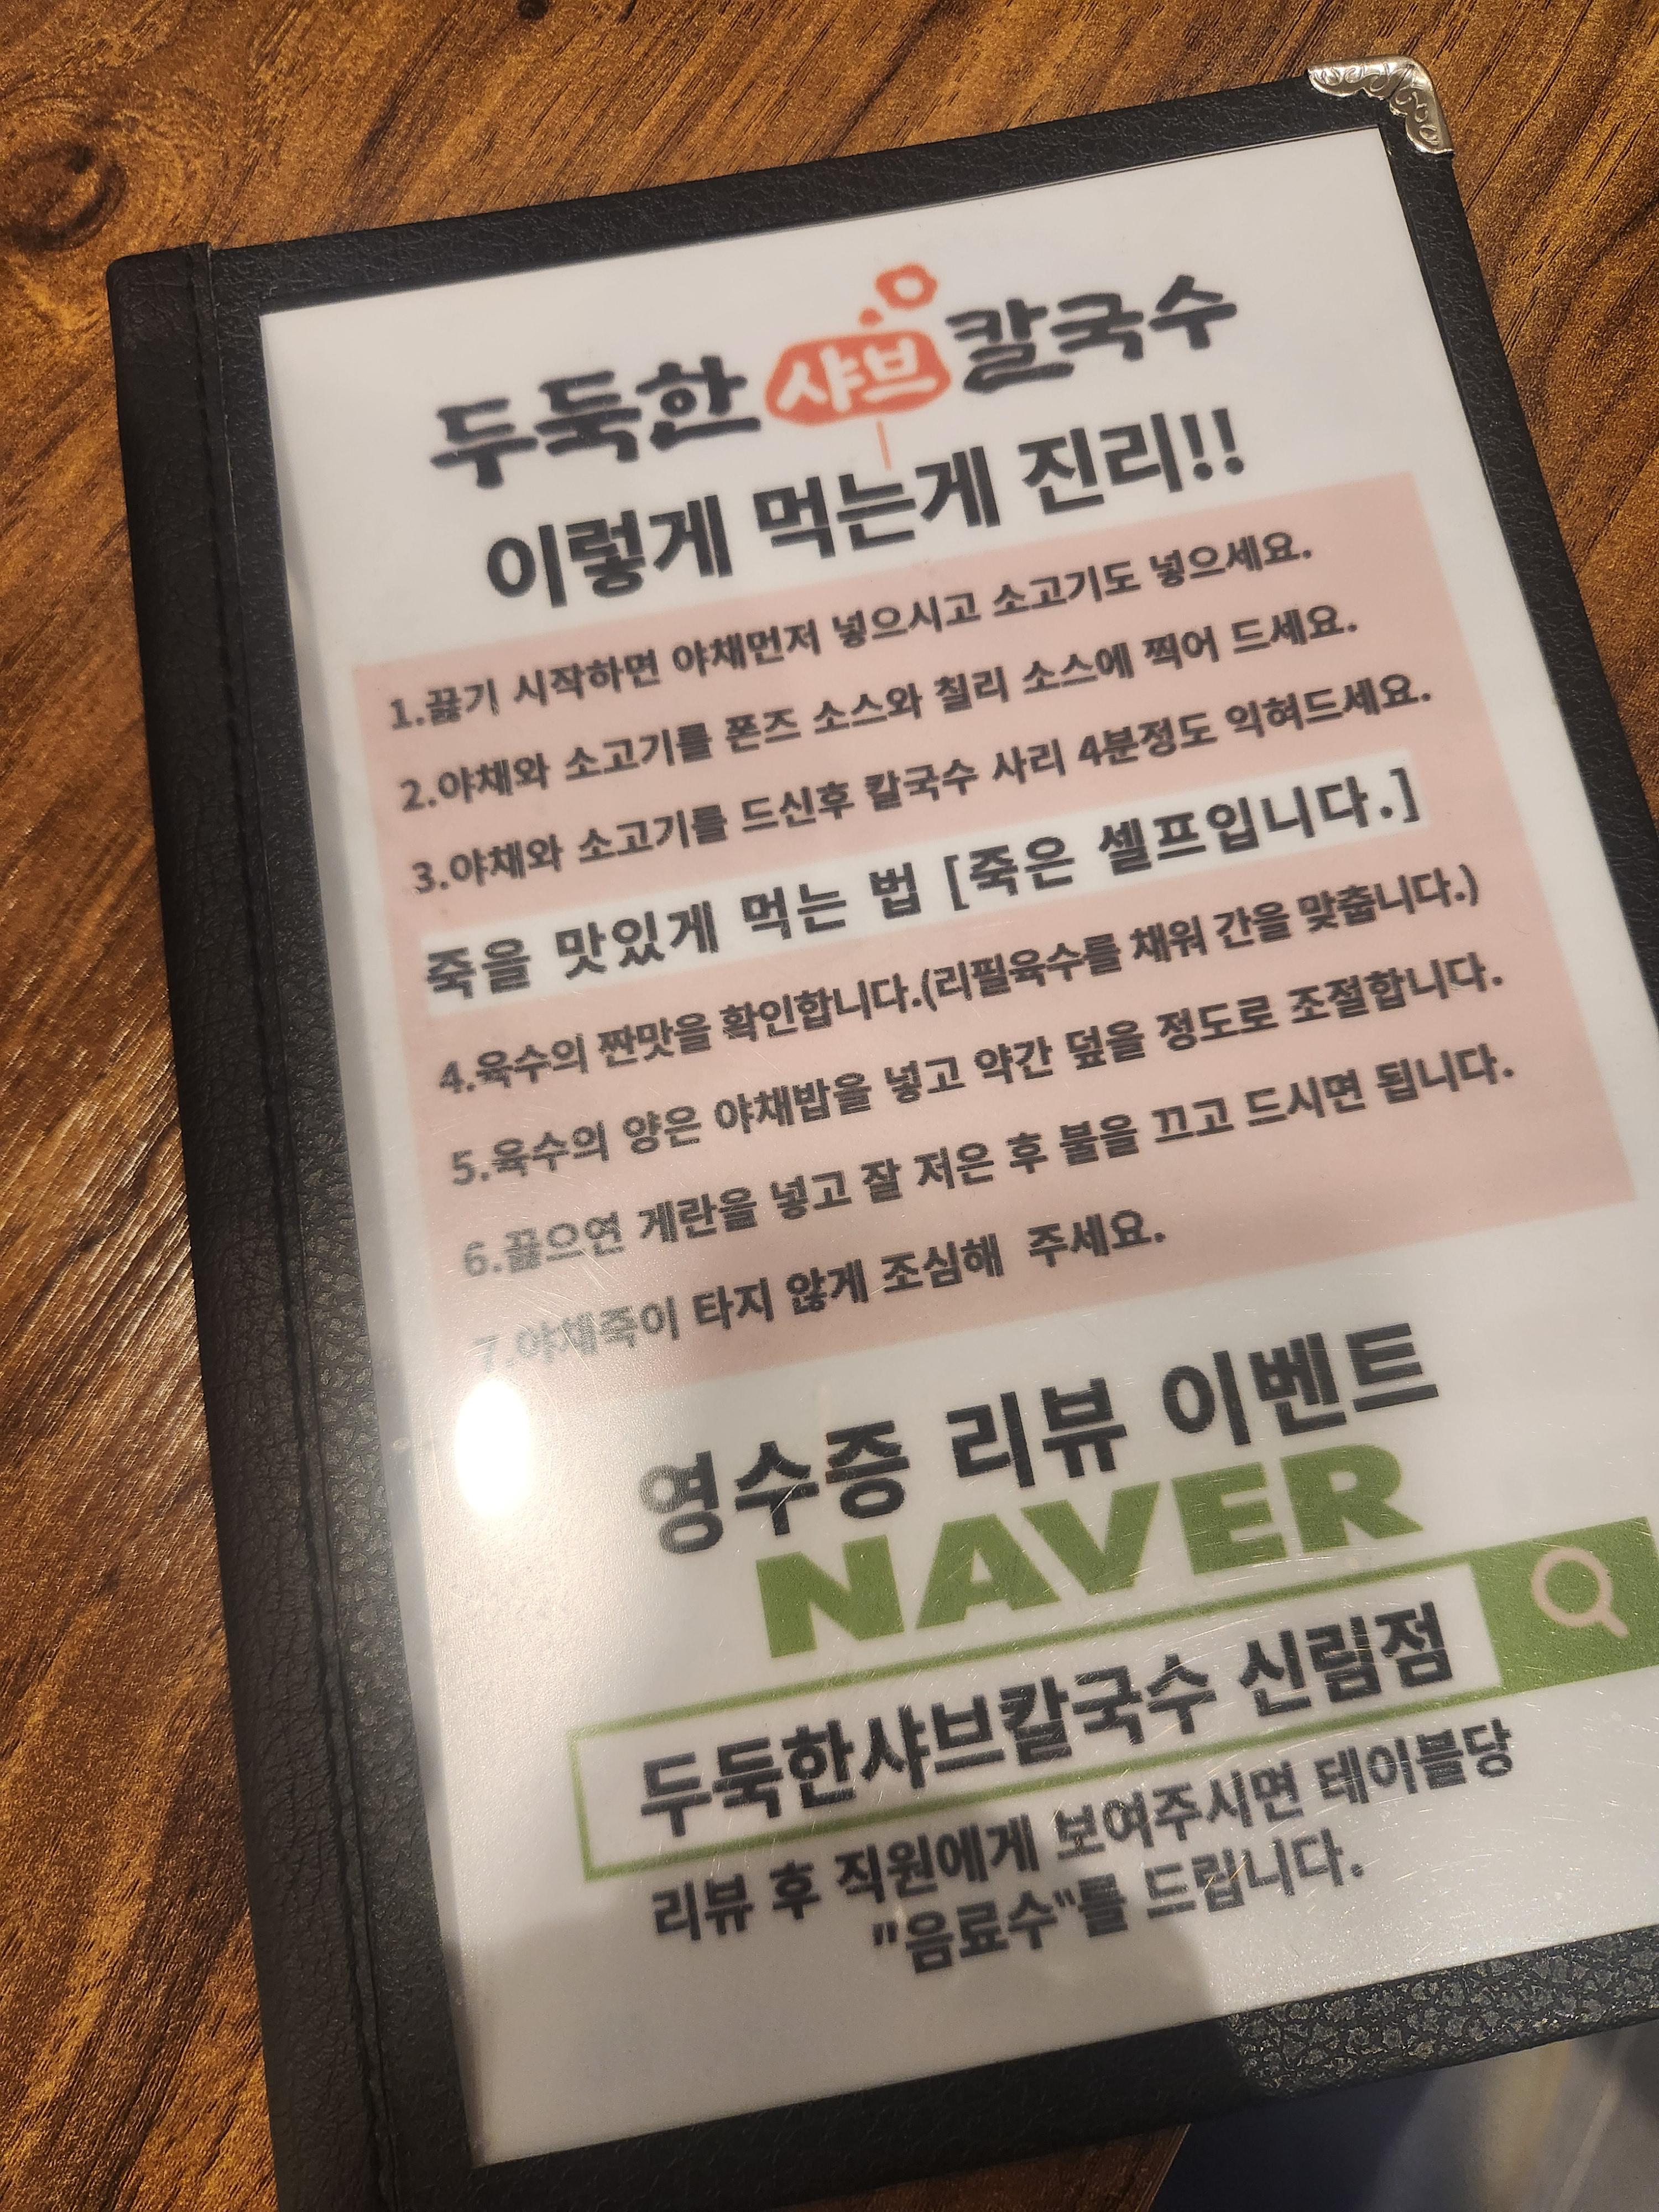 두둑한 샤브 칼국수
이렇게 먹는게 진리!!
1.끓기 시작하면 야채먼저 넣으시고 소고기도 넣으세요.
2.야채와 소고기를 폰즈 소스와 칠리 소스에 찍어 드세요.
3.야채와 소고기를 드신후 칼국수 사리 4분정도 익혀드세요.
죽을 맛있게 먹는 법 [죽은 셀프입니다.]
4.육수의 짠맛을 확인합니다.(리필육수를 채워 간을 맞춥니다.)
5.육수의 양은 야채밥을 넣고 약간 덮을 정도로 조절합니다.
6.끓으면 계란을 넣고 잘 저은 후 불을 끄고 드시면 됩니다.
7.야채죽이 타지 않게 조심해 주세요.
영수증 리뷰 이벤트
NAVER
두둑한샤브칼국수 신림점
리뷰 후 직원에게 보여주시면 테이블당
"음료수"를 드립니다.